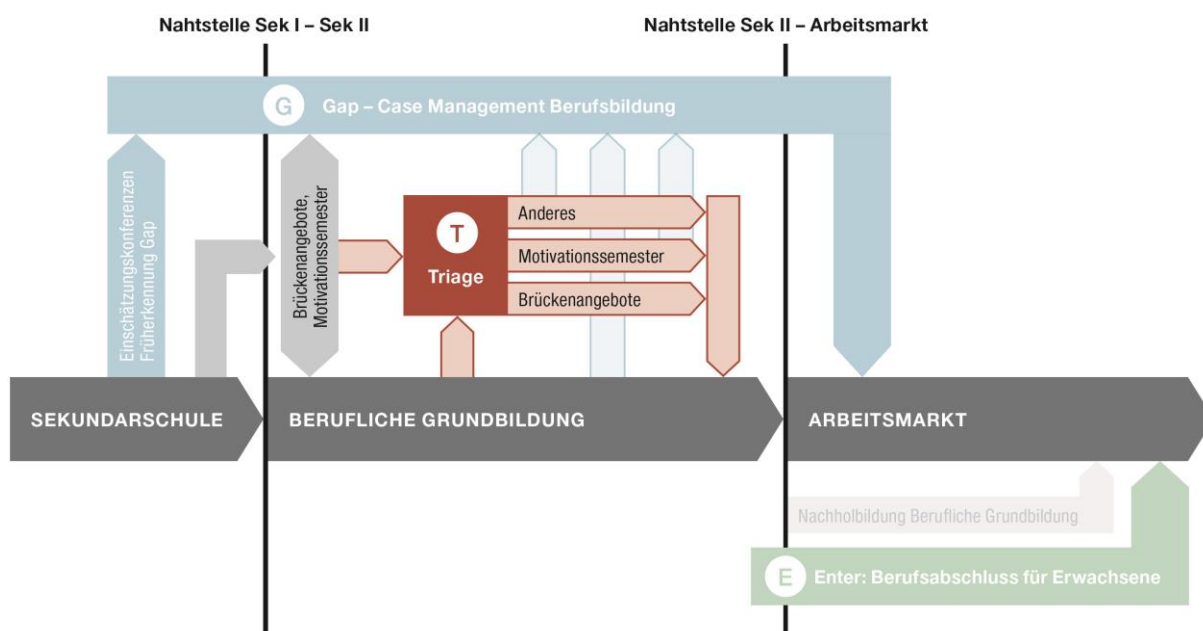 Nahtstelle Sek I – Sek II
Nahtstelle Sek II – Arbeitsmarkt
G
Gap – Case Management Berufsbildung
Einschätzungskonferenzen
Früherkennung Gap
Brückenangebote,
Motivationssemester
T
Triage
Anderes
Motivationssemester
Brückenangebote
SEKUNDARSCHULE
BERUFLICHE GRUNDBILDUNG
ARBEITSMARKT
Nachholbildung Berufliche Grundbildung
E
Enter: Berufsabschluss für Erwachsene